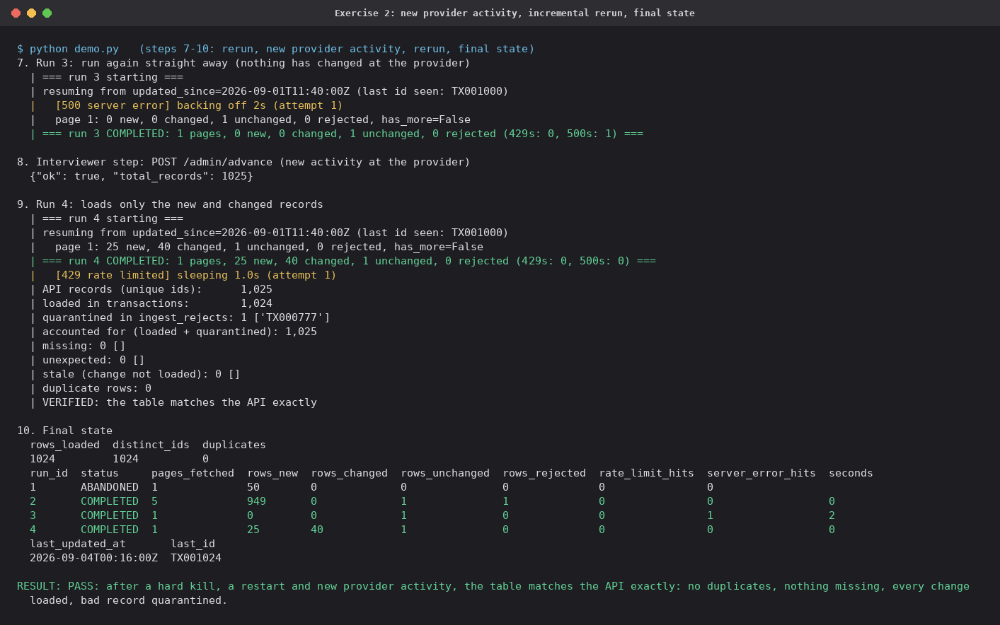 Exercise 2: new provider activity, incremental rerun, final state
$ python demo.py   (steps 7-10: rerun, new provider activity, rerun, final state)
7. Run 3: run again straight away (nothing has changed at the provider)
  | === run 3 starting ===
  | resuming from updated_since=2026-09-01T11:40:00Z (last id seen: TX001000)
  |   [500 server error] backing off 2s (attempt 1)
  |   page 1: 0 new, 0 changed, 1 unchanged, 0 rejected, has_more=False
  | === run 3 COMPLETED: 1 pages, 0 new, 0 changed, 1 unchanged, 0 rejected (429s: 0, 500s: 1) ===
8. Interviewer step: POST /admin/advance (new activity at the provider)
  {"ok": true, "total_records": 1025}
9. Run 4: loads only the new and changed records
  | === run 4 starting ===
  | resuming from updated_since=2026-09-01T11:40:00Z (last id seen: TX001000)
  |   page 1: 25 new, 40 changed, 1 unchanged, 0 rejected, has_more=False
  | === run 4 COMPLETED: 1 pages, 25 new, 40 changed, 1 unchanged, 0 rejected (429s: 0, 500s: 0) ===
  |   [429 rate limited] sleeping 1.0s (attempt 1)
  | API records (unique ids):      1,025
  | loaded in transactions:        1,024
  | quarantined in ingest_rejects: 1 ['TX000777']
  | accounted for (loaded + quarantined): 1,025
  | missing: 0 []
  | unexpected: 0 []
  | stale (change not loaded): 0 []
  | duplicate rows: 0
  | VERIFIED: the table matches the API exactly
10. Final state
  rows_loaded  distinct_ids  duplicates
  1024         1024          0
  run_id  status     pages_fetched  rows_new  rows_changed  rows_unchanged  rows_rejected  rate_limit_hits  server_error_hits  seconds
  1       ABANDONED  1              50        0             0               0              0                0
  2       COMPLETED  5              949       0             1               1              0                0                  0
  3       COMPLETED  1              0         0             1               0              0                1                  2
  4       COMPLETED  1              25        40            1               0              0                0                  0
  last_updated_at       last_id
  2026-09-04T00:16:00Z  TX001024
RESULT: PASS: after a hard kill, a restart and new provider activity, the table matches the API exactly: no duplicates, nothing missing, every change
  loaded, bad record quarantined.